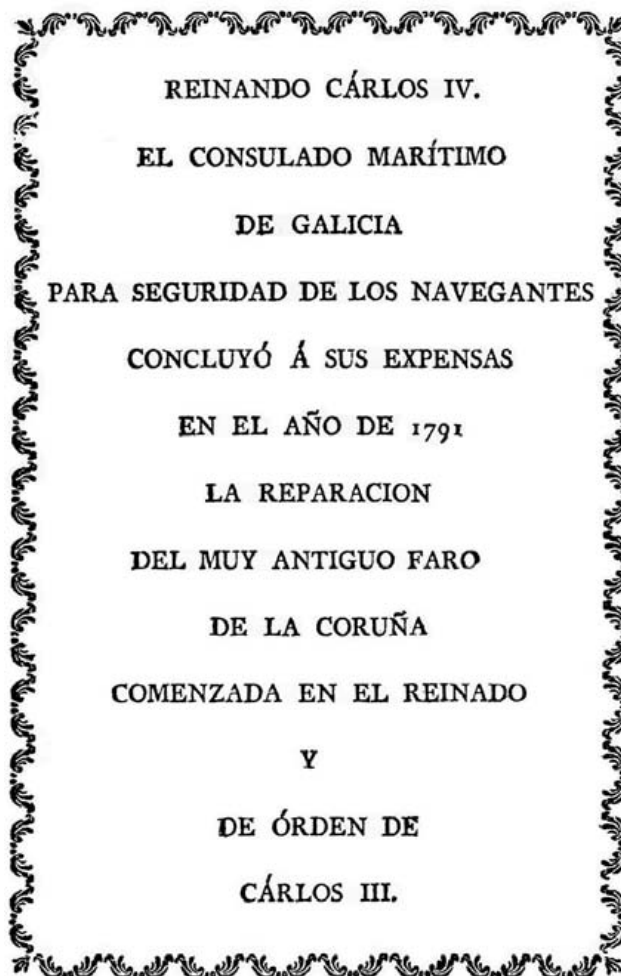 REINANDO CÁRLOS IV.
EL CONSULADO MARÍTIMO
DE GALICIA
PARA SEGURIDAD DE LOS NAVEGANTES
CONCLUYÓ Á SUS EXPENSAS
EN EL AÑO DE 1791
LA REPARACION
DEL MUY ANTIGUO FARO
DE LA CORUÑA
COMENZADA EN EL REINADO
Y
DE ÓRDEN DE
CÁRLOS III.